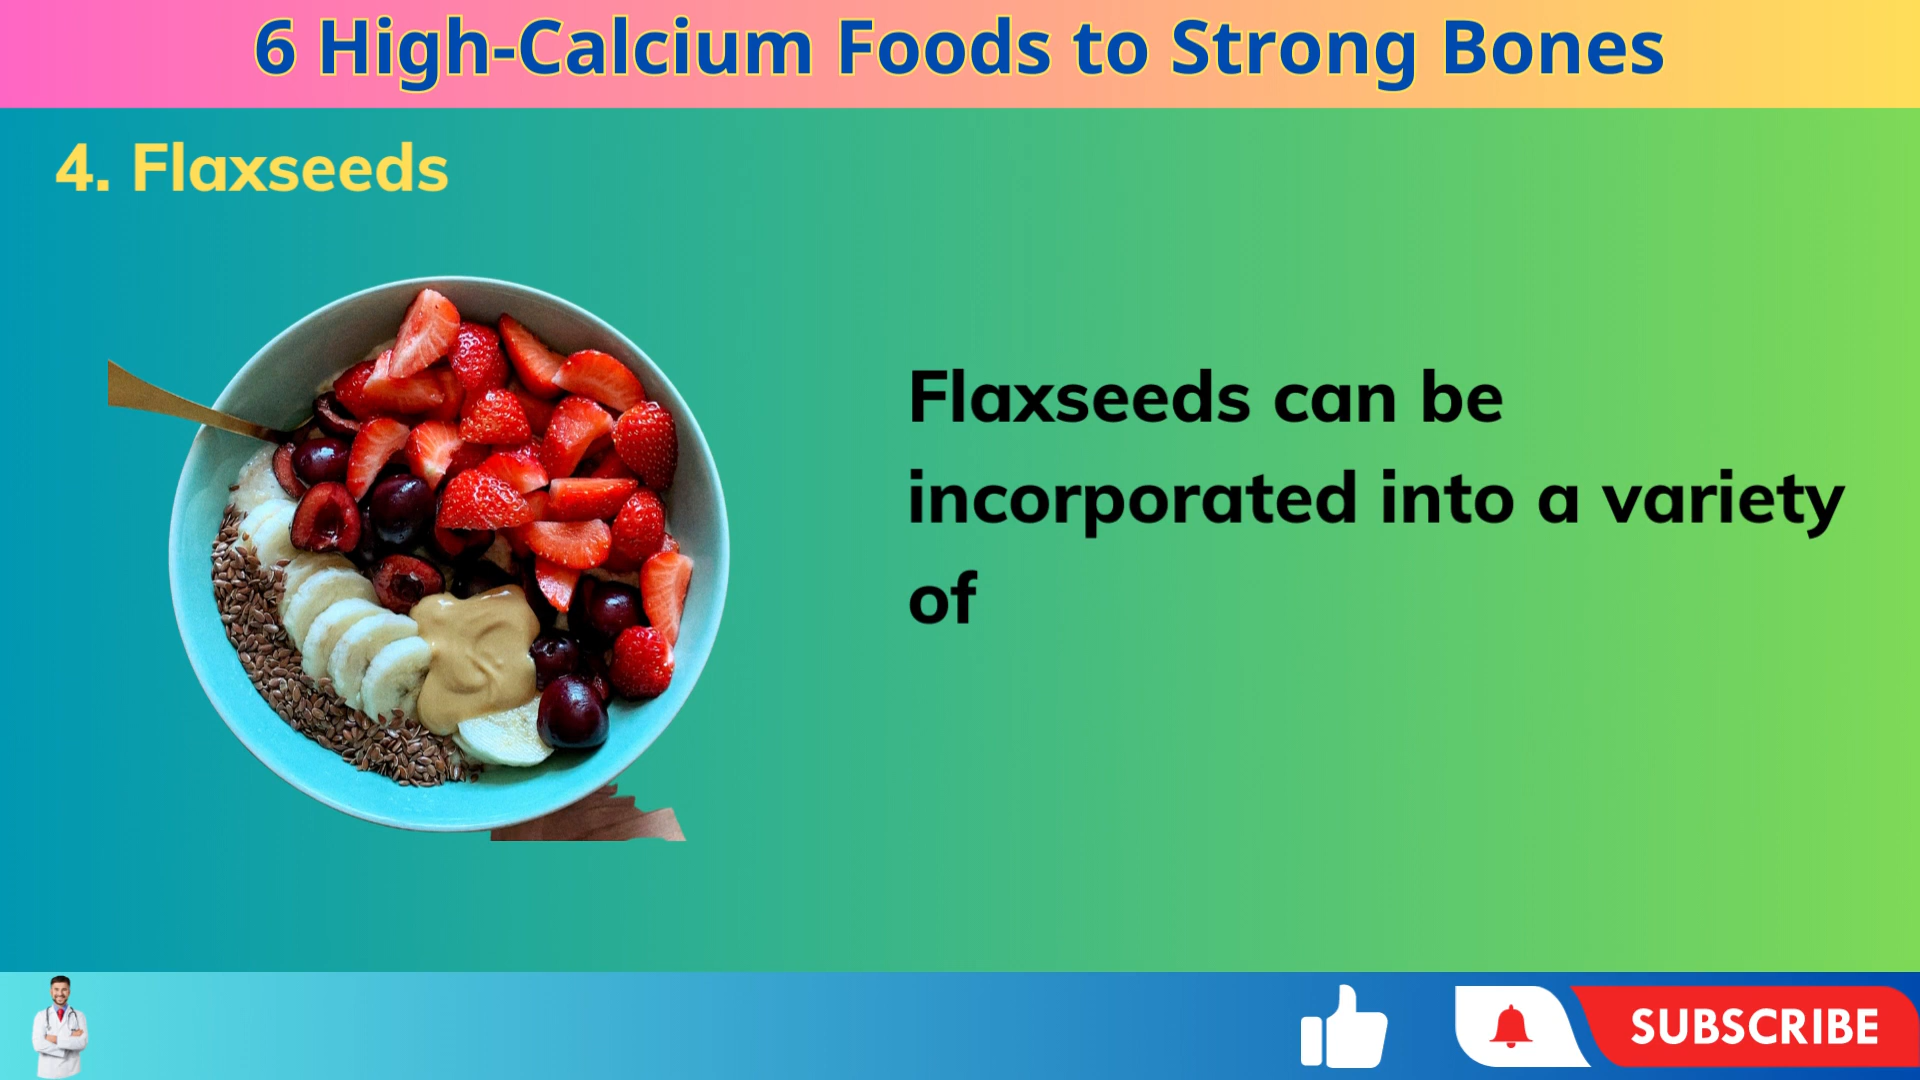 6 High-Calcium Foods to Strong Bones
4. Flaxseeds
Flaxseeds can be
incorporated into a variety
of
SUBSCRIBE